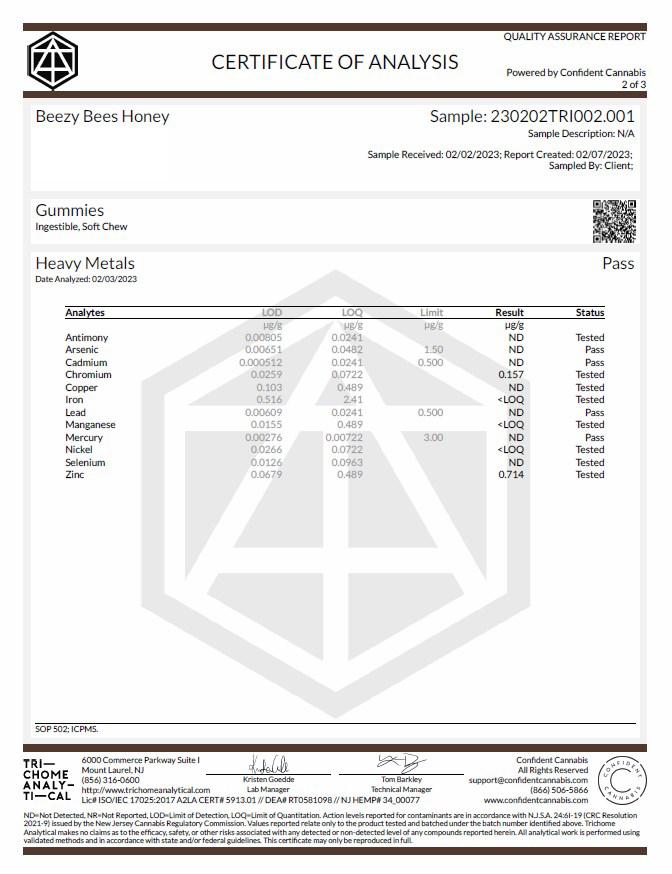 QUALITY ASSURANCE REPORT
CERTIFICATE OF ANALYSIS
Powered by Confident Cannabis
2 of 3
Beezy Bees Honey
Sample: 230202TRI002.001
Sample Description: N/A
Sample Received: 02/02/2023; Report Created: 02/07/2023;
Sampled By: Client;
Gummies
Ingestible, Soft Chew
Heavy Metals Pass
Date Analyzed: 02/03/2023
Analytes LOD LOQ Limit Result Status
µg/g µg/g µg/g µg/g
Antimony 0.00805 0.0241 ND Tested
Arsenic 0.00651 0.0482 1.50 ND Pass
Cadmium 0.000512 0.0241 0.500 ND Pass
Chromium 0.0259 0.0722 0.157 Tested
Copper 0.103 0.489 ND Tested
Iron 0.516 2.41 <LOQ Tested
Lead 0.00609 0.0241 0.500 ND Pass
Manganese 0.0155 0.489 <LOQ Tested
Mercury 0.00276 0.00722 3.00 ND Pass
Nickel 0.0266 0.0722 <LOQ Tested
Selenium 0.0126 0.0963 ND Tested
Zinc 0.0679 0.489 0.714 Tested
SOP 502; ICPMS.
TRI—
CHOME
ANALY—
TI—CAL
6000 Commerce Parkway Suite I
Mount Laurel, NJ
(856) 316-0600
http://www.trichomeanalytical.com
Lic# ISO/IEC 17025:2017 A2LA CERT# 5913.01 // DEA# RT0581098 // NJ HEMP# 34_00077
Kristen Goedde
Lab Manager
Tom Barkley
Technical Manager
Confident Cannabis
All Rights Reserved
support@confidentcannabis.com
(866) 506-5866
www.confidentcannabis.com
CONFIDENT
CANNABIS
ND=Not Detected, NR=Not Reported, LOD=Limit of Detection, LOQ=Limit of Quantitation. Action levels reported for contaminants are in accordance with N.J.S.A. 24:6I-19 (CRC Resolution
2021-9) issued by the New Jersey Cannabis Regulatory Commission. Values reported relate only to the product tested and batched under the batch number identified above. Trichome
Analytical makes no claims as to the efficacy, safety, or other risks associated with any detected or non-detected level of any compounds reported herein. All analytical work is performed using
validated methods and in accordance with state and/or federal guidelines. This certificate may only be reproduced in full.